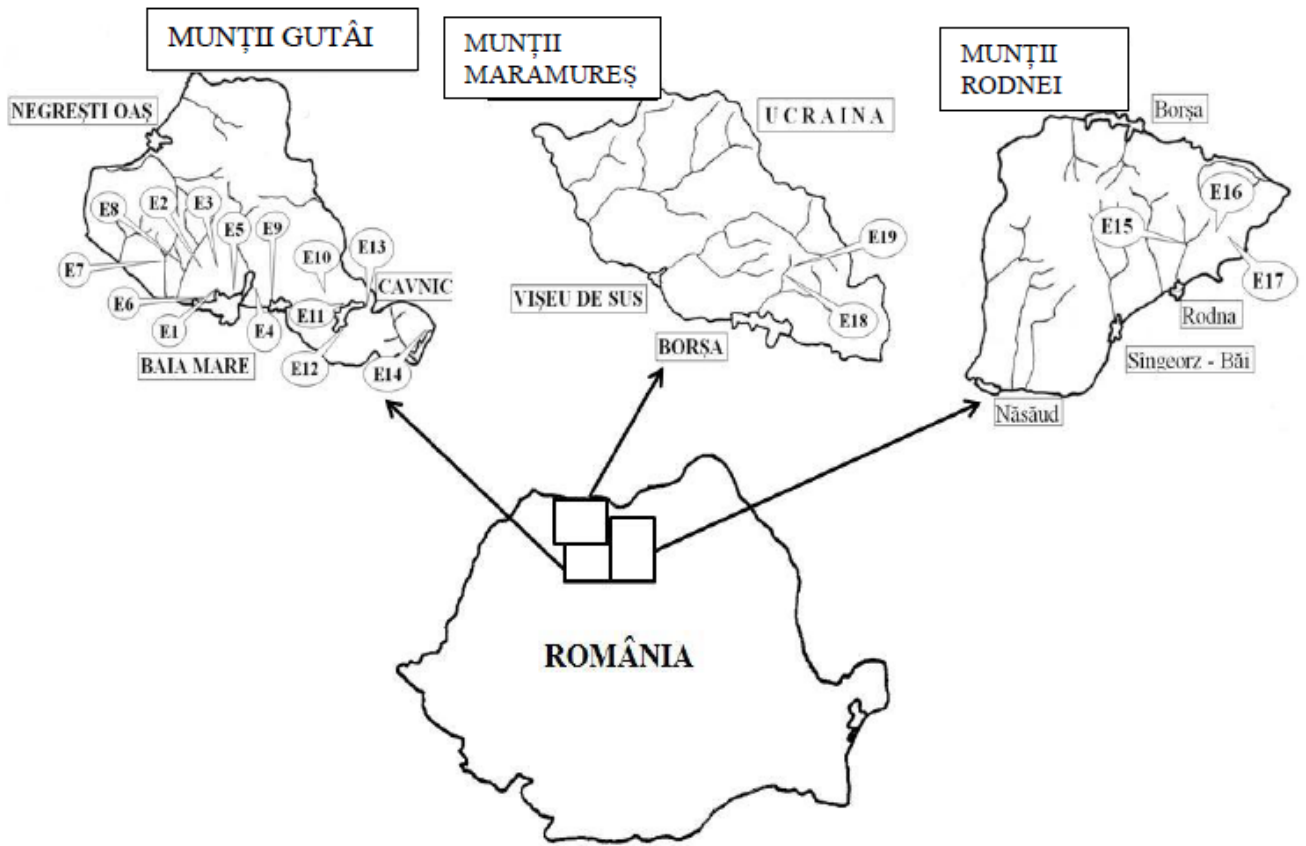 MUNȚII GUTÂI
MUNȚII
MARAMUREȘ
MUNȚII
RODNEI
NEGREȘTI OAȘ
E8
E2
E3
E5
E9
E7
E10
E13
CAVNIC
E6
E1
E4
E11
E12
E14
BAIA MARE
UCRAINA
E19
VIȘEU DE SUS
E18
BORȘA
Borșa
E16
E15
E17
Rodna
Sîngeorz - Băi
Năsăud
ROMÂNIA